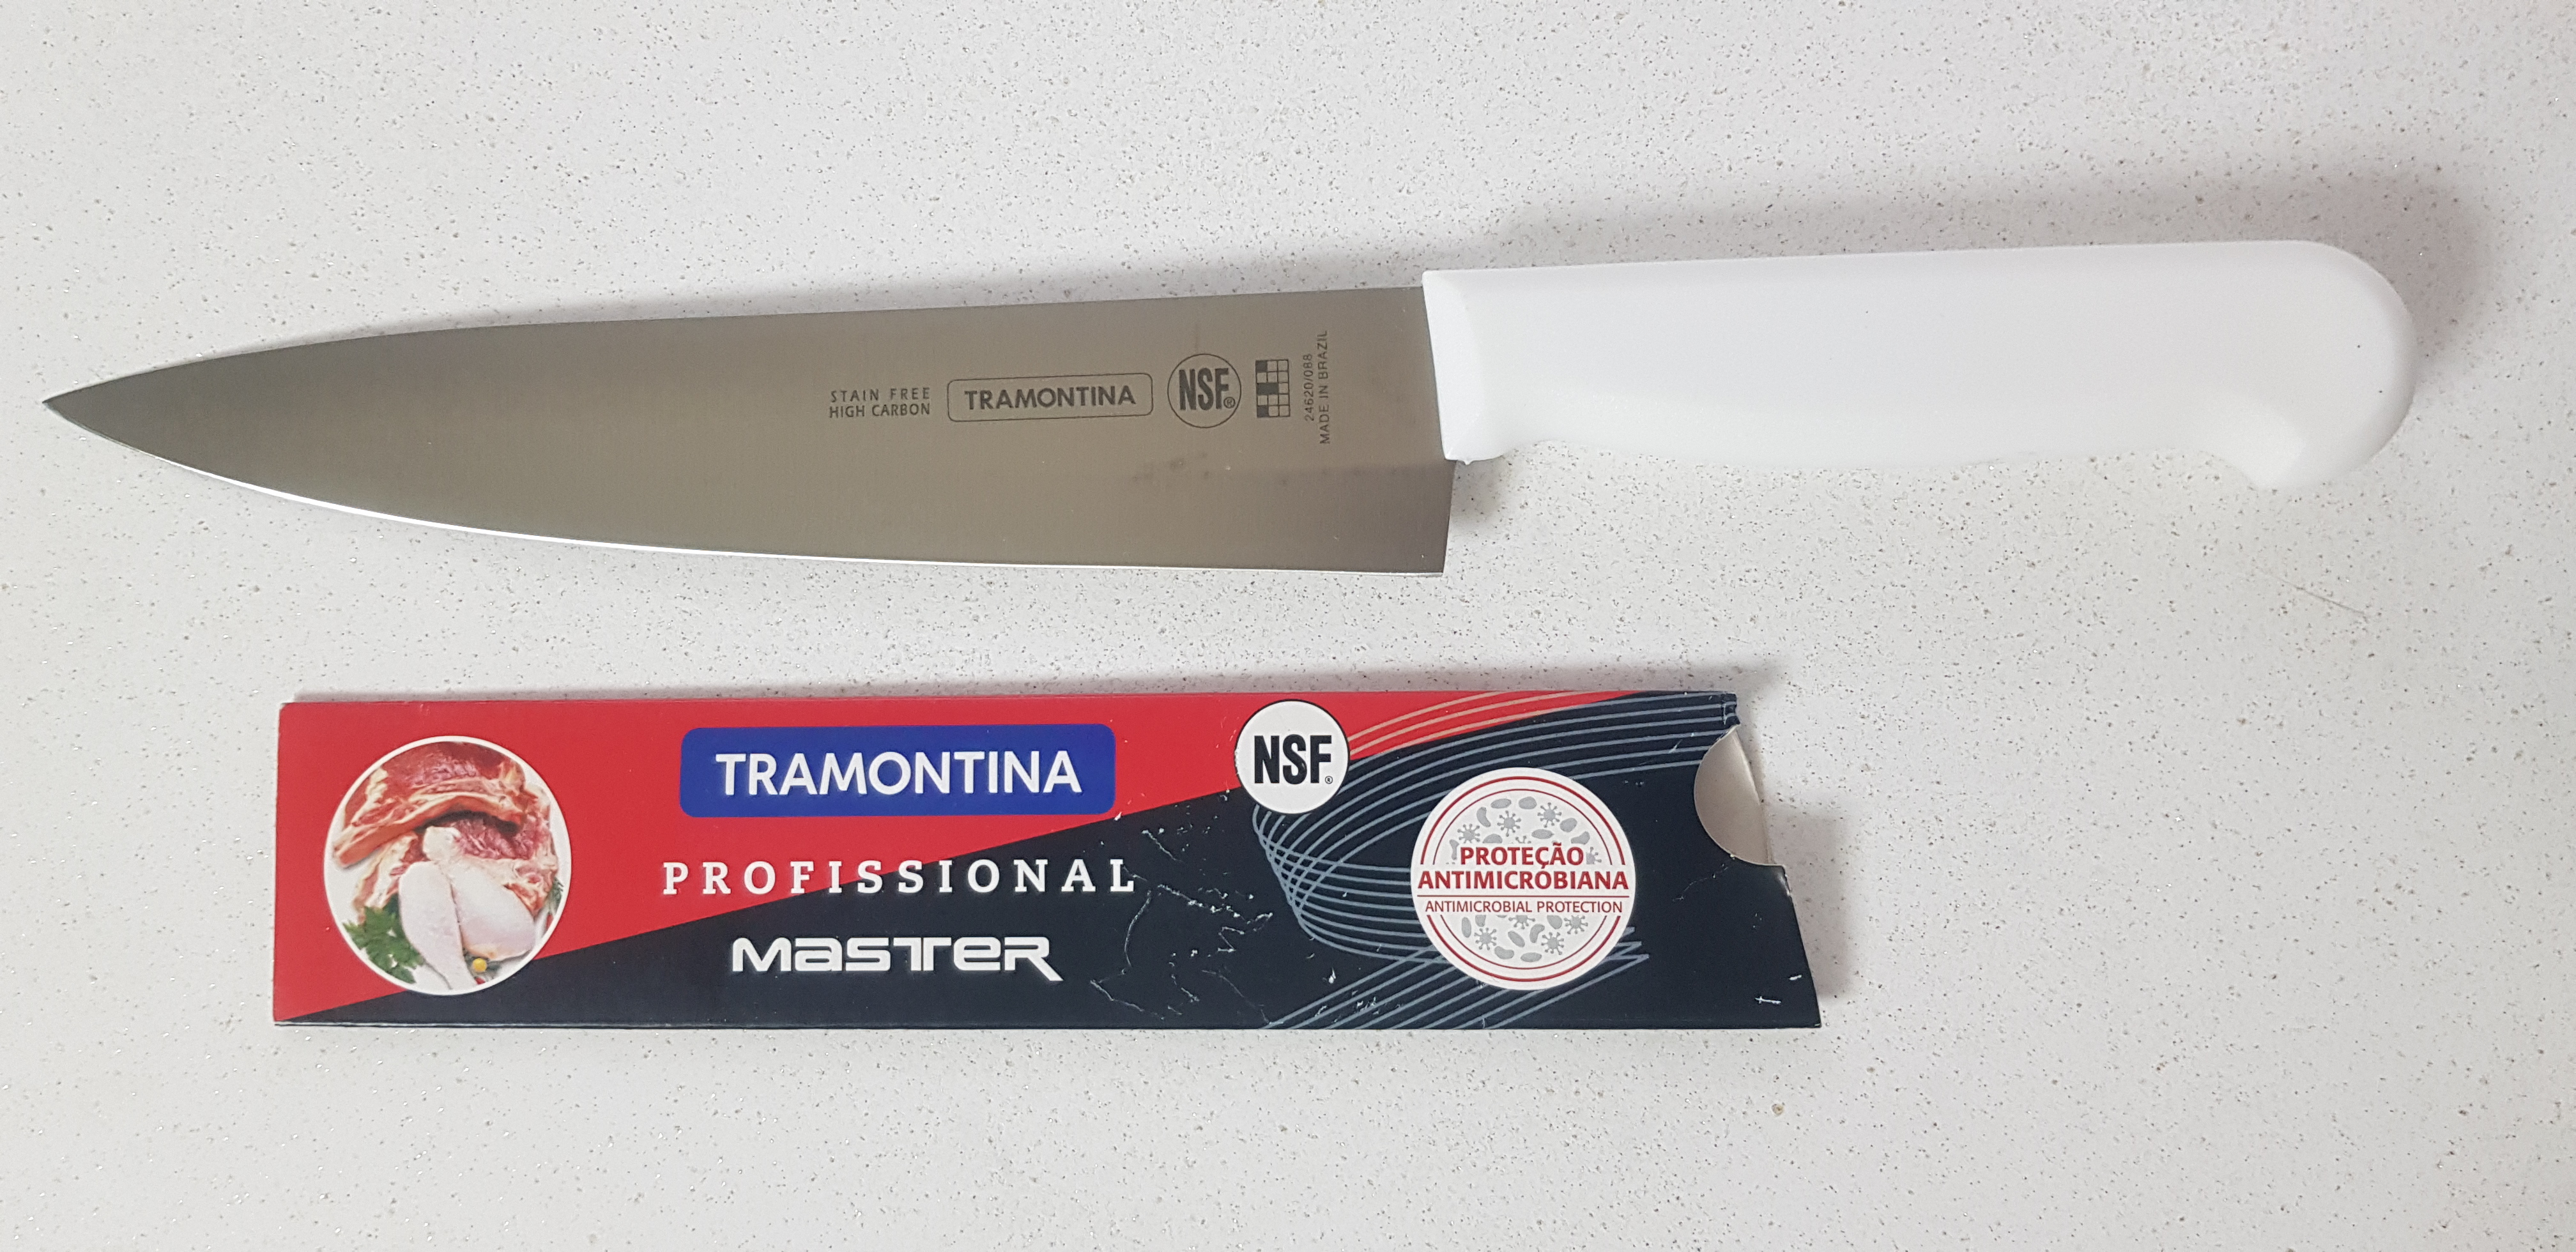 STAIN FREE
HIGH CARBON
TRAMONTINA
NSF®
24620/088
MADE IN BRAZIL
TRAMONTINA
NSF®
PROFISSIONAL
MASTER
PROTEÇÃO
ANTIMICROBIANA
ANTIMICROBIAL PROTECTION